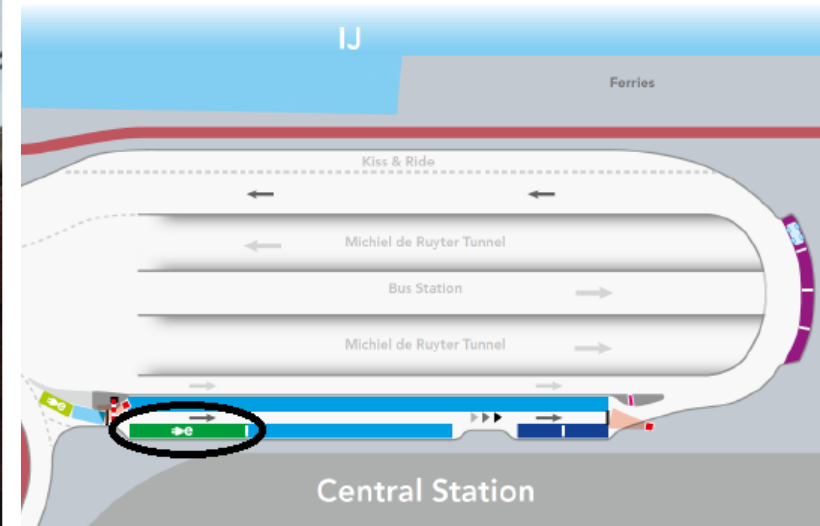 IJ
Ferries
Kiss & Ride
Michiel de Ruyter Tunnel
Bus Station
Michiel de Ruyter Tunnel
e
e
Central Station